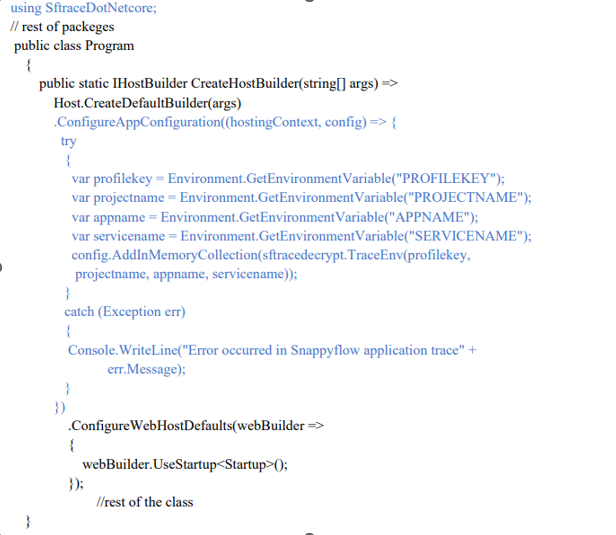 using SftraceDotNetcore;
// rest of packeges
public class Program
{
public static IHostBuilder CreateHostBuilder(string[] args) =>
Host.CreateDefaultBuilder(args)
.ConfigureAppConfiguration((hostingContext, config) => {
try
{
var profilekey = Environment.GetEnvironmentVariable("PROFILEKEY");
var projectname = Environment.GetEnvironmentVariable("PROJECTNAME");
var appname = Environment.GetEnvironmentVariable("APPNAME");
var servicename = Environment.GetEnvironmentVariable("SERVICENAME");
config.AddInMemoryCollection(sftracedecrypt.TraceEnv(profilekey,
projectname, appname, servicename));
}
catch (Exception err)
{
Console.WriteLine("Error occurred in Snappyflow application trace" +
err.Message);
}
})
.ConfigureWebHostDefaults(webBuilder =>
{
webBuilder.UseStartup<Startup>();
});
//rest of the class
}